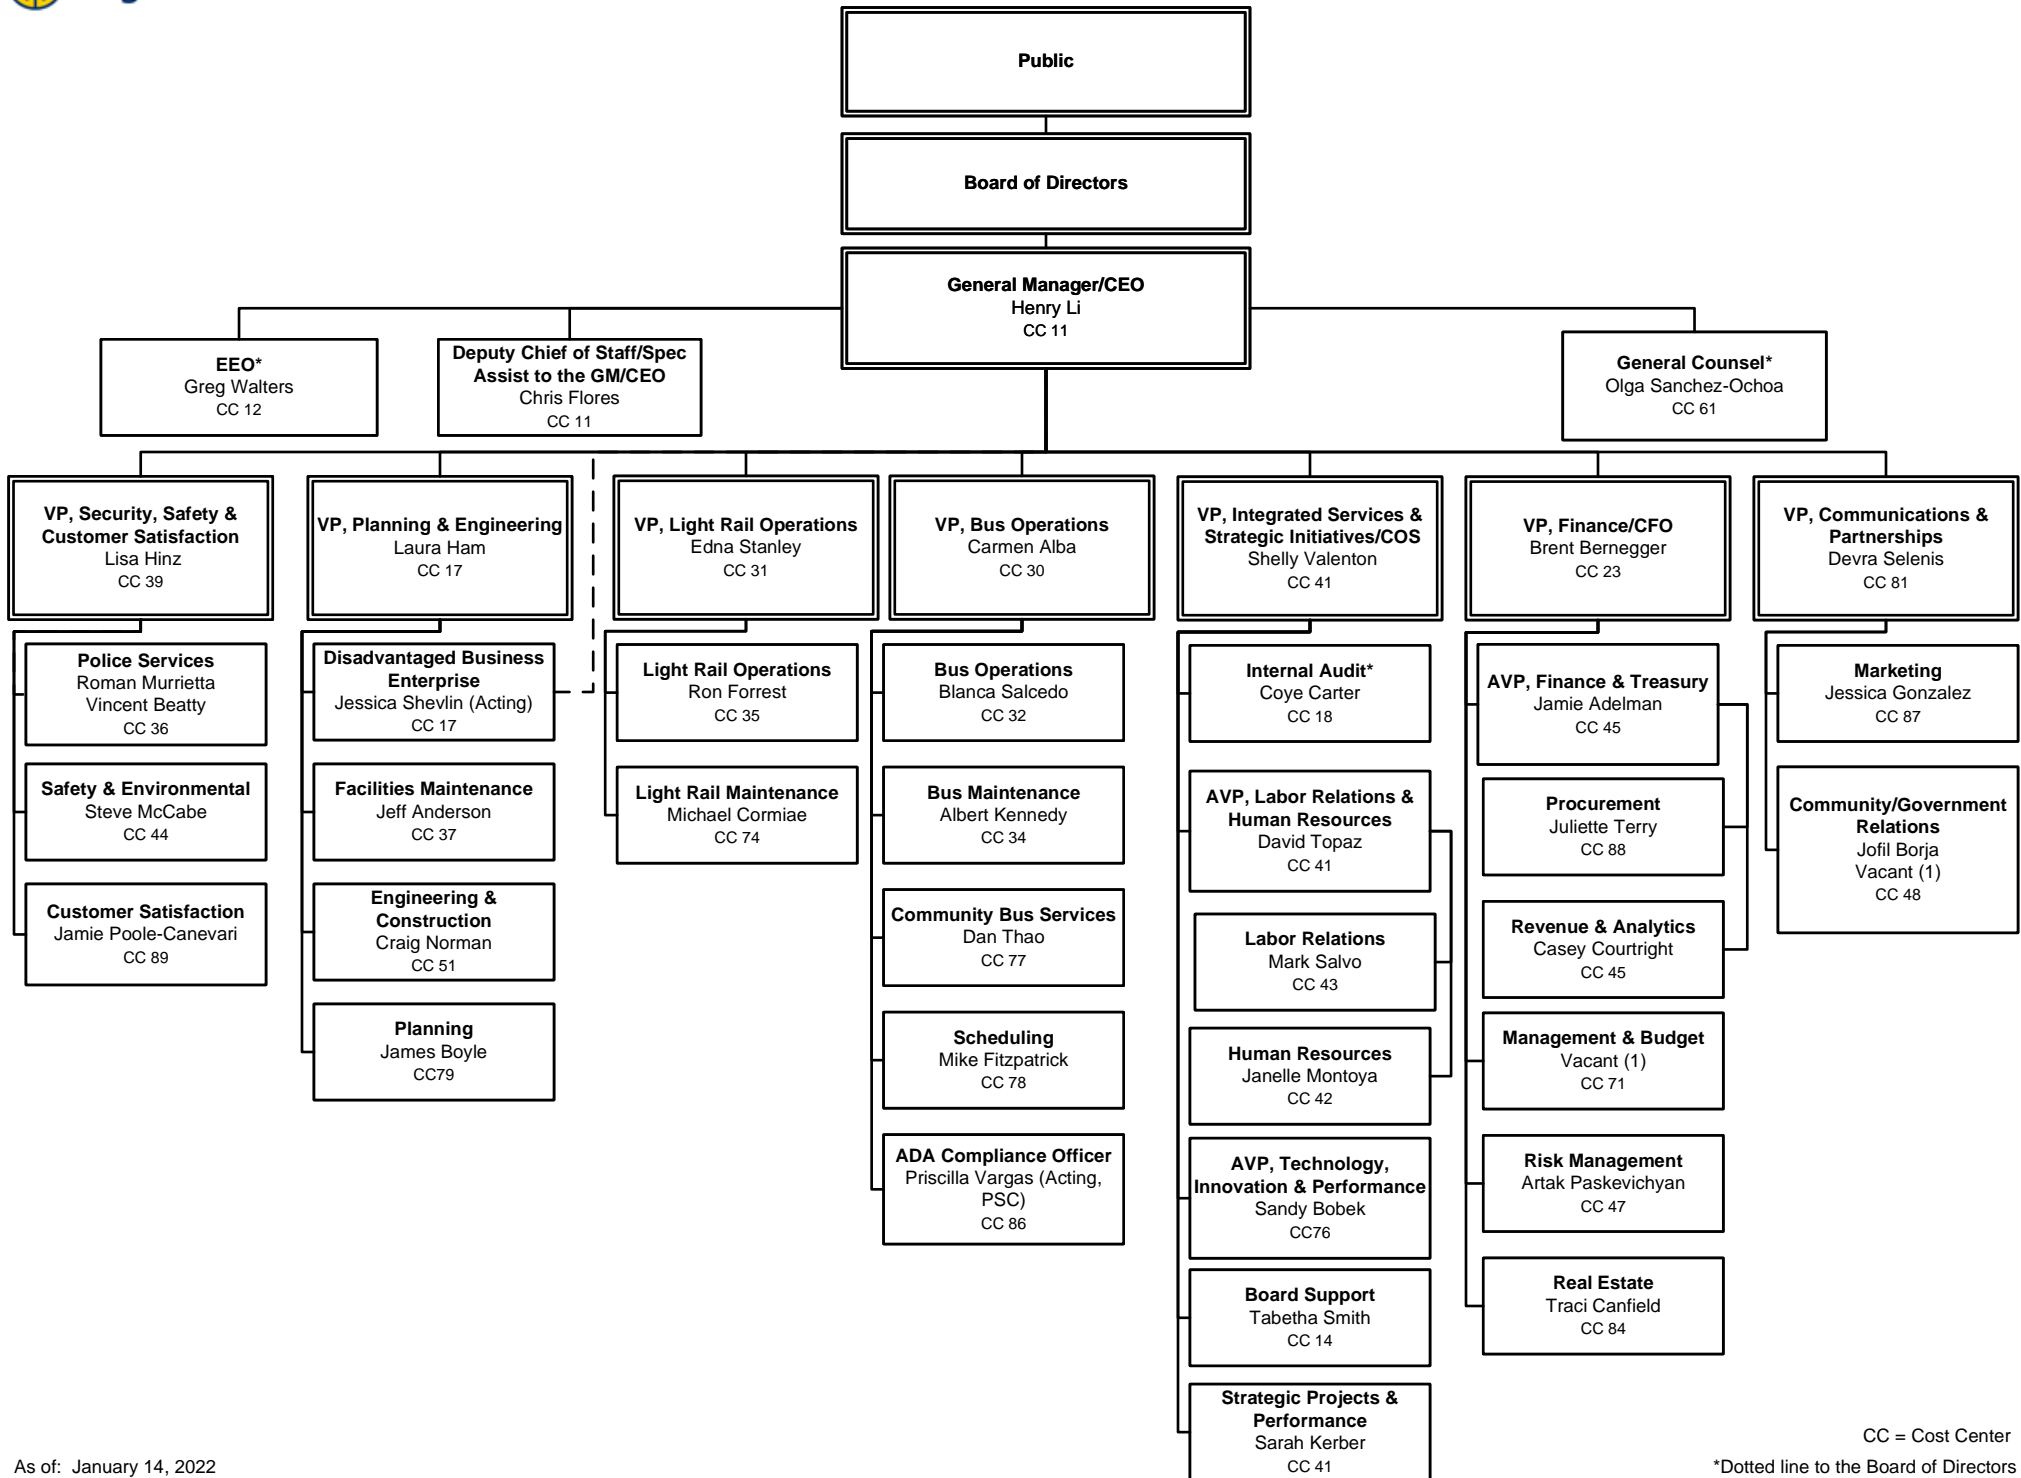 Public
Board of Directors
General Manager/CEO
Henry Li
CC 11
EEO*
Greg Walters
CC 12
Deputy Chief of Staff/Spec
Assist to the GM/CEO
Chris Flores
CC 11
General Counsel*
Olga Sanchez-Ochoa
CC 61
VP, Security, Safety &
Customer Satisfaction
Lisa Hinz
CC 39
Police Services
Roman Murrietta
Vincent Beatty
CC 36
Safety & Environmental
Steve McCabe
CC 44
Customer Satisfaction
Jamie Poole-Canevari
CC 89
VP, Planning & Engineering
Laura Ham
CC 17
Disadvantaged Business
Enterprise
Jessica Shevlin (Acting)
CC 17
Facilities Maintenance
Jeff Anderson
CC 37
Engineering &
Construction
Craig Norman
CC 51
Planning
James Boyle
CC79
VP, Light Rail Operations
Edna Stanley
CC 31
Light Rail Operations
Ron Forrest
CC 35
Light Rail Maintenance
Michael Cormiae
CC 74
VP, Bus Operations
Carmen Alba
CC 30
Bus Operations
Blanca Salcedo
CC 32
Bus Maintenance
Albert Kennedy
CC 34
Community Bus Services
Dan Thao
CC 77
Scheduling
Mike Fitzpatrick
CC 78
ADA Compliance Officer
Priscilla Vargas (Acting,
PSC)
CC 86
VP, Integrated Services &
Strategic Initiatives/COS
Shelly Valenton
CC 41
Internal Audit*
Coye Carter
CC 18
AVP, Labor Relations &
Human Resources
David Topaz
CC 41
Labor Relations
Mark Salvo
CC 43
Human Resources
Janelle Montoya
CC 42
AVP, Technology,
Innovation & Performance
Sandy Bobek
CC76
Board Support
Tabetha Smith
CC 14
Strategic Projects &
Performance
Sarah Kerber
CC 41
VP, Finance/CFO
Brent Bernegger
CC 23
AVP, Finance & Treasury
Jamie Adelman
CC 45
Procurement
Juliette Terry
CC 88
Revenue & Analytics
Casey Courtright
CC 45
Management & Budget
Vacant (1)
CC 71
Risk Management
Artak Paskevichyan
CC 47
Real Estate
Traci Canfield
CC 84
VP, Communications &
Partnerships
Devra Selenis
CC 81
Marketing
Jessica Gonzalez
CC 87
Community/Government
Relations
Jofil Borja
Vacant (1)
CC 48
CC = Cost Center
As of: January 14, 2022
*Dotted line to the Board of Directors